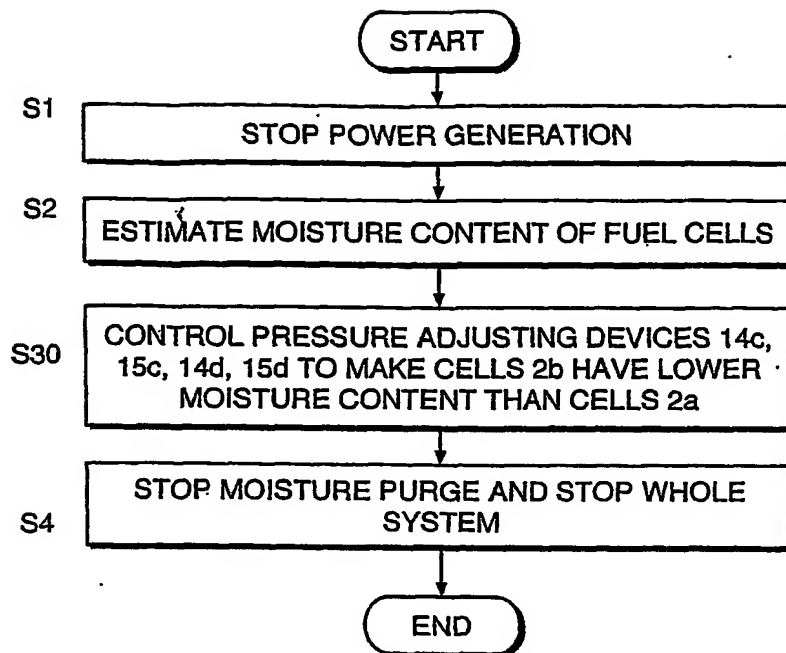 START
S1
STOP POWER GENERATION
S2
ESTIMATE MOISTURE CONTENT OF FUEL CELLS
S30
CONTROL PRESSURE ADJUSTING DEVICES 14c,
15c, 14d, 15d TO MAKE CELLS 2b HAVE LOWER
MOISTURE CONTENT THAN CELLS 2a
S4
STOP MOISTURE PURGE AND STOP WHOLE
SYSTEM
END